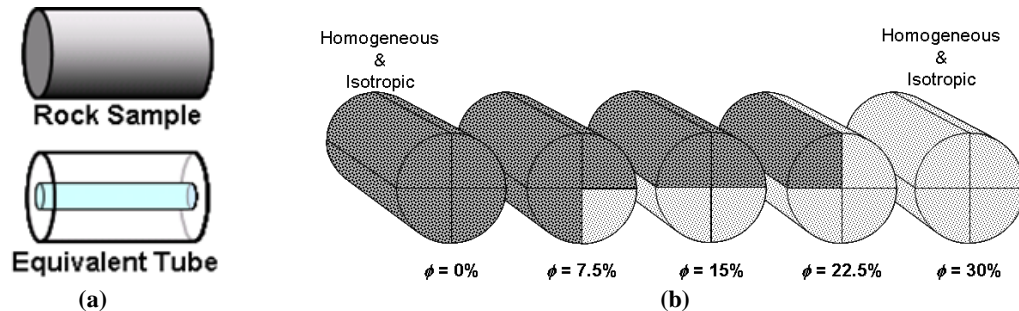 Rock Sample
Equivalent Tube
(a)
Homogeneous
&
Isotropic
Homogeneous
&
Isotropic
ϕ = 0%
ϕ = 7.5%
ϕ = 15%
ϕ = 22.5%
ϕ = 30%
(b)